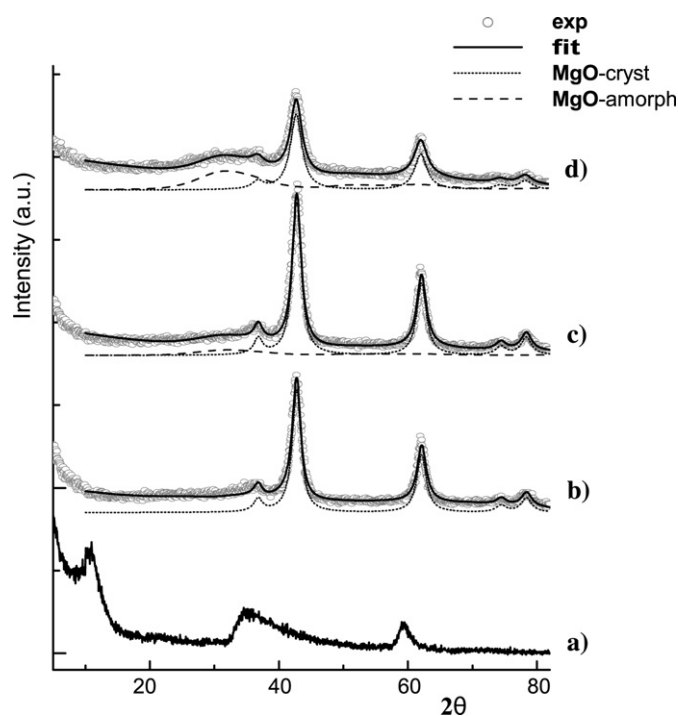 exp
fit
MgO-cryst
MgO-amorph
Intensity (a.u.)
d)
c)
b)
a)
20
40
60
80
2θ